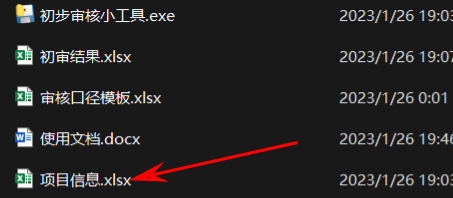 初步审核小工具.exe 2023/1/26 19:03
初审结果.xlsx 2023/1/26 19:07
审核口径模板.xlsx 2023/1/26 0:01
使用文档.docx 2023/1/26 19:46
项目信息.xlsx 2023/1/26 19:03